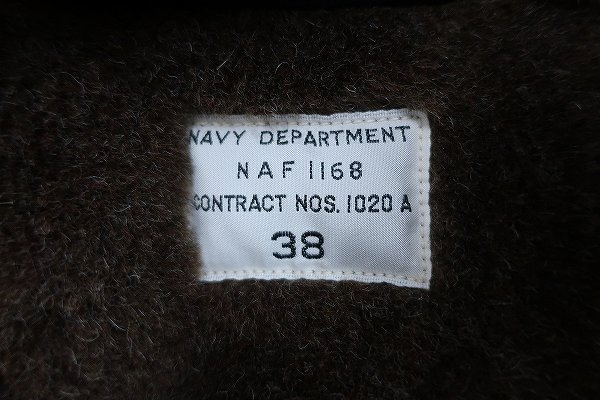 NAVY DEPARTMENT
NAF 1168
CONTRACT NOS. 1020 A
38